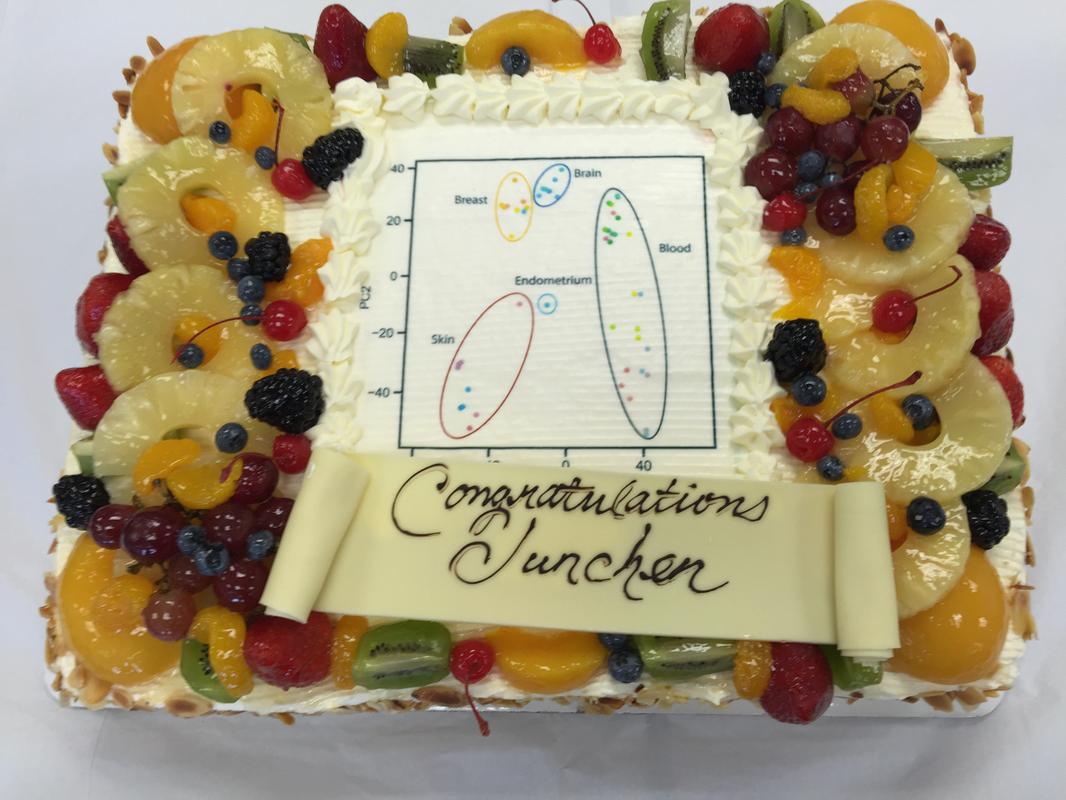 40
Brain
Breast
20
Blood
0
Endometrium
PC2
-20
Skin
-40
0
40
Congratulations
Junchen